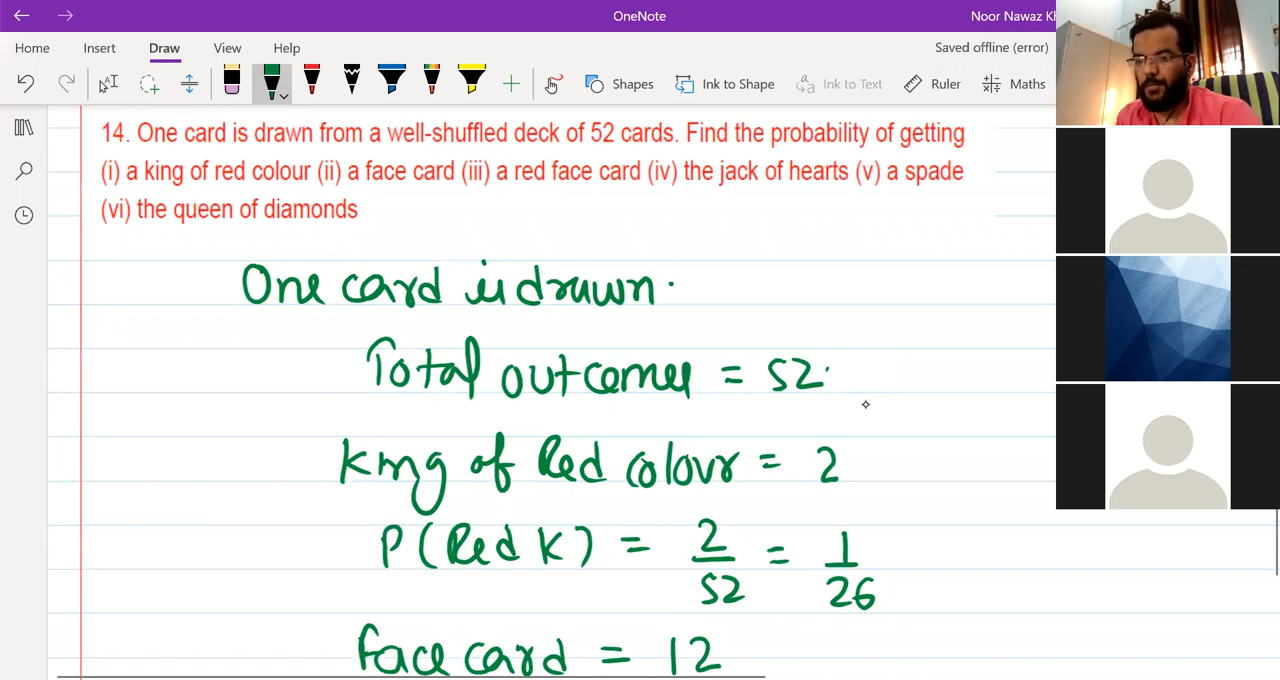 OneNote
Noor Nawaz Kh
Home Insert Draw View Help
Saved offline (error)
Shapes Ink to Shape Ink to Text Ruler Maths
14. One card is drawn from a well-shuffled deck of 52 cards. Find the probability of getting
(i) a king of red colour (ii) a face card (iii) a red face card (iv) the jack of hearts (v) a spade
(vi) the queen of diamonds
One card is drawn.
Total outcomes = 52.
King of Red colour = 2
P(Red K) = 2/52 = 1/26
face card = 12